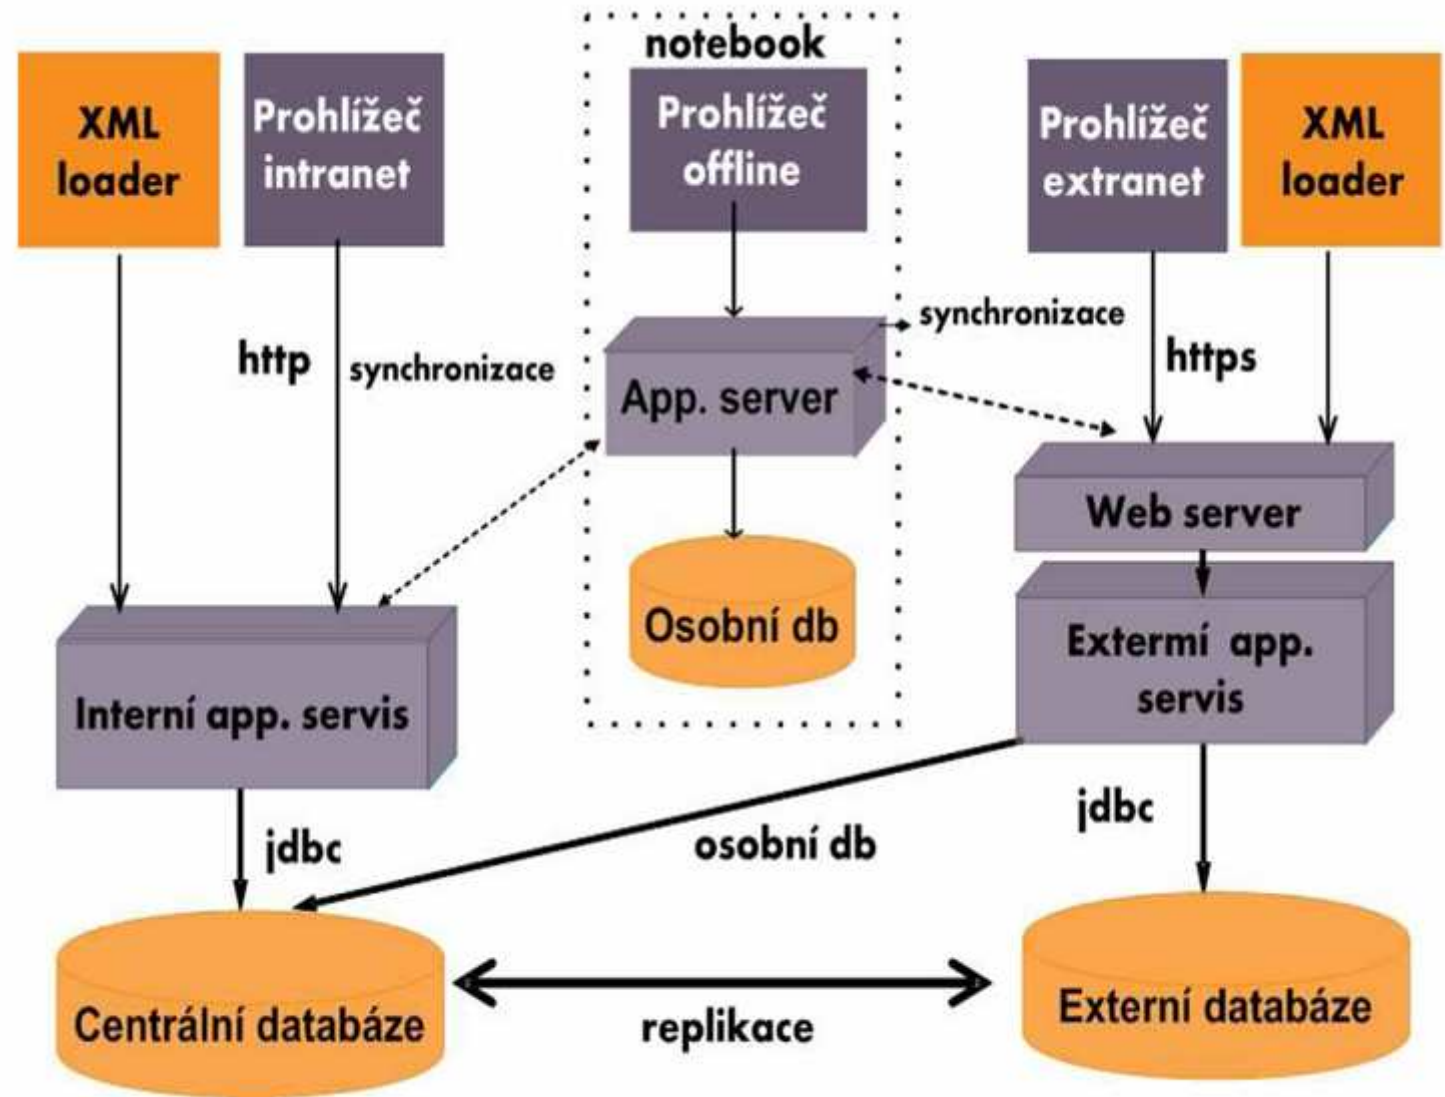 notebook
XML
loader
Prohlížeč
intranet
Prohlížeč
offline
Prohlížeč
extranet
XML
loader
http
synchronizace
synchronizace
https
App. server
Web server
Osobní db
Extermí app.
servis
Interní app. servis
jdbc
osobní db
jdbc
Centrální databáze
replikace
Externí databáze